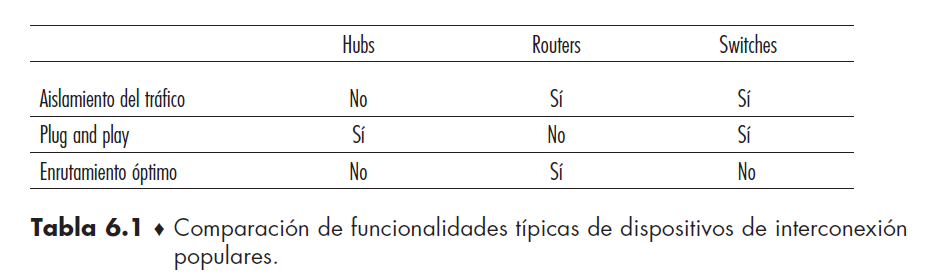 Hubs Routers Switches
Aislamiento del tráfico No Sí Sí
Plug and play Sí No Sí
Enrutamiento óptimo No Sí No
Tabla 6.1 ♦ Comparación de funcionalidades típicas de dispositivos de interconexión
populares.